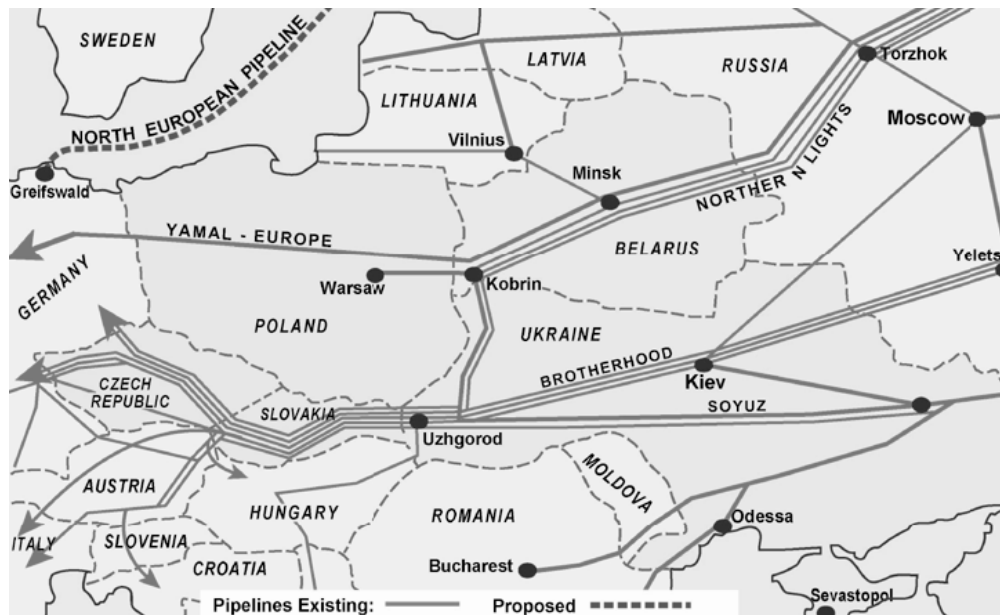 SWEDEN
NORTH EUROPEAN PIPELINE
LATVIA
RUSSIA
Torzhok
LITHUANIA
Moscow
Vilnius
Greifswald
Minsk
NORTHERN LIGHTS
YAMAL - EUROPE
BELARUS
Yelets
GERMANY
Warsaw
Kobrin
POLAND
UKRAINE
BROTHERHOOD
Kiev
CZECH
REPUBLIC
SLOVAKIA
SOYUZ
Uzhgorod
AUSTRIA
MOLDOVA
HUNGARY
ROMANIA
Odessa
ITALY
SLOVENIA
CROATIA
Bucharest
Sevastopol
Pipelines Existing: Proposed